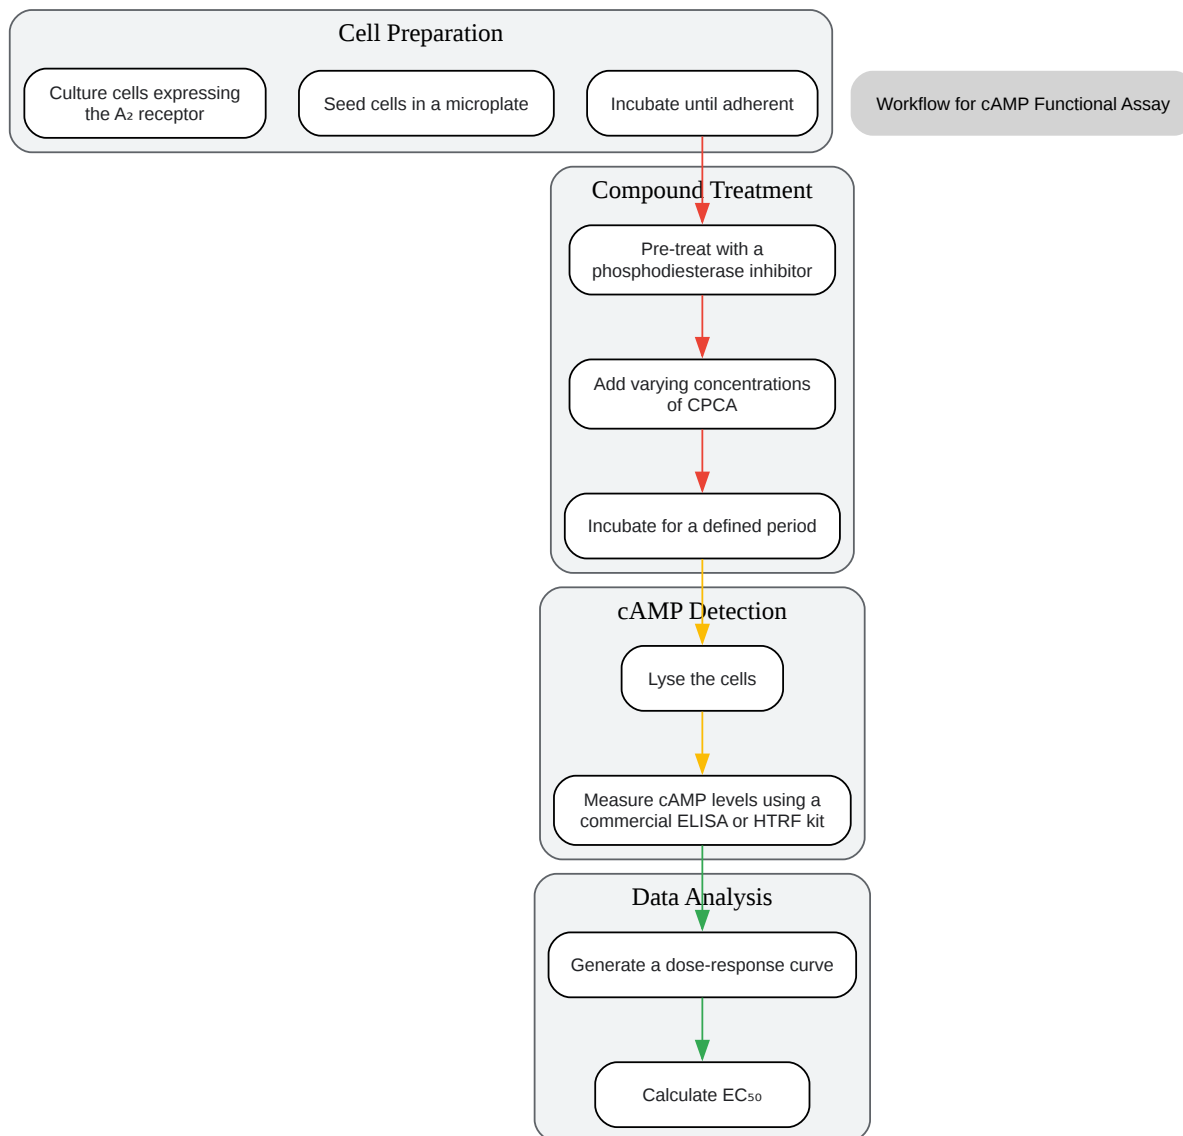 Cell Preparation
Culture cells expressing
the A₂ receptor
Seed cells in a microplate
Incubate until adherent
Workflow for cAMP Functional Assay
Compound Treatment
Pre-treat with a
phosphodiesterase inhibitor
Add varying concentrations
of CPCA
Incubate for a defined period
cAMP Detection
Lyse the cells
Measure cAMP levels using a
commercial ELISA or HTRF kit
Data Analysis
Generate a dose-response curve
Calculate EC₅₀